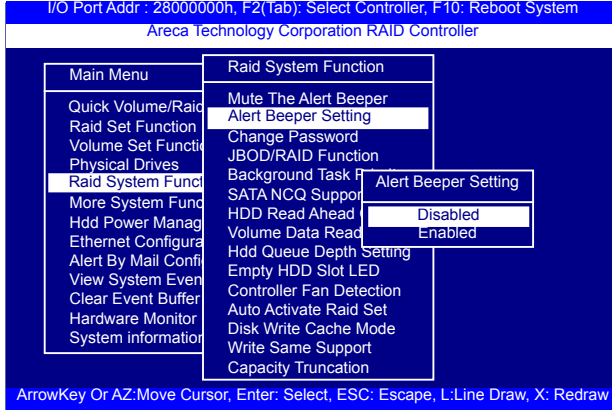 I/O Port Addr : 28000000h, F2(Tab): Select Controller, F10: Reboot System
Areca Technology Corporation RAID Controller
Main Menu
Quick Volume/Raid
Raid Set Function
Volume Set Functi
Physical Drives
Raid System Funct
More System Func
Hdd Power Manag
Ethernet Configura
Alert By Mail Confi
View System Even
Clear Event Buffer
Hardware Monitor
System information
Raid System Function
Mute The Alert Beeper
Alert Beeper Setting
Change Password
JBOD/RAID Function
Background Task
SATA NCQ Suppor
HDD Read Ahead
Volume Data Read
Hdd Queue Depth Setting
Empty HDD Slot LED
Controller Fan Detection
Auto Activate Raid Set
Disk Write Cache Mode
Write Same Support
Capacity Truncation
Alert Beeper Setting
Disabled
Enabled
ArrowKey Or AZ:Move Cursor, Enter: Select, ESC: Escape, L:Line Draw, X: Redraw